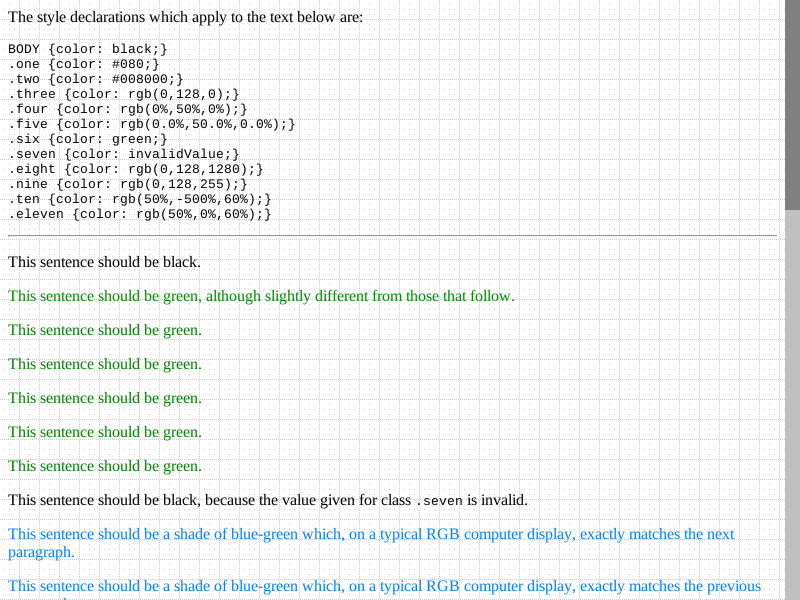 The style declarations which apply to the text below are:
BODY {color: black;}
.one {color: #080;}
.two {color: #008000;}
.three {color: rgb(0,128,0);}
.four {color: rgb(0%,50%,0%);}
.five {color: rgb(0.0%,50.0%,0.0%);}
.six {color: green;}
.seven {color: invalidValue;}
.eight {color: rgb(0,128,1280);}
.nine {color: rgb(0,128,255);}
.ten {color: rgb(50%,-500%,60%);}
.eleven {color: rgb(50%,0%,60%);}
This sentence should be black.
This sentence should be green, although slightly different from those that follow.
This sentence should be green.
This sentence should be green.
This sentence should be green.
This sentence should be green.
This sentence should be green.
This sentence should be black, because the value given for class .seven is invalid.
This sentence should be a shade of blue-green which, on a typical RGB computer display, exactly matches the next
paragraph.
This sentence should be a shade of blue-green which, on a typical RGB computer display, exactly matches the previous